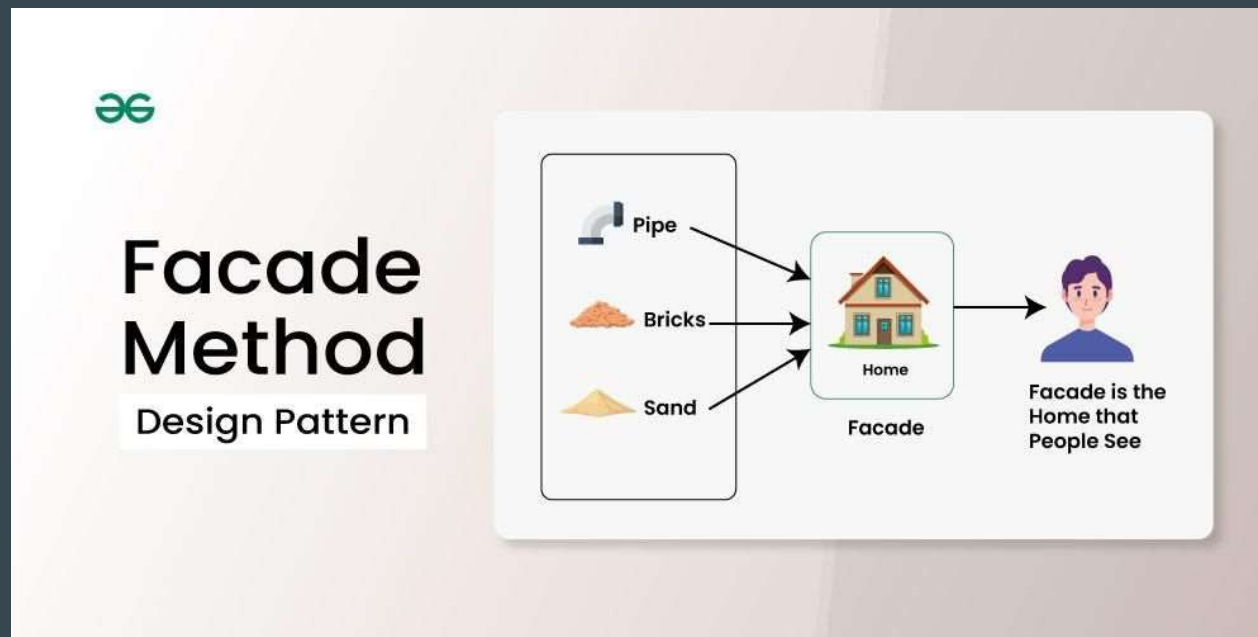 Facade
Method
Design Pattern
Pipe
Bricks
Sand
Home
Facade
Facade is the
Home that
People See